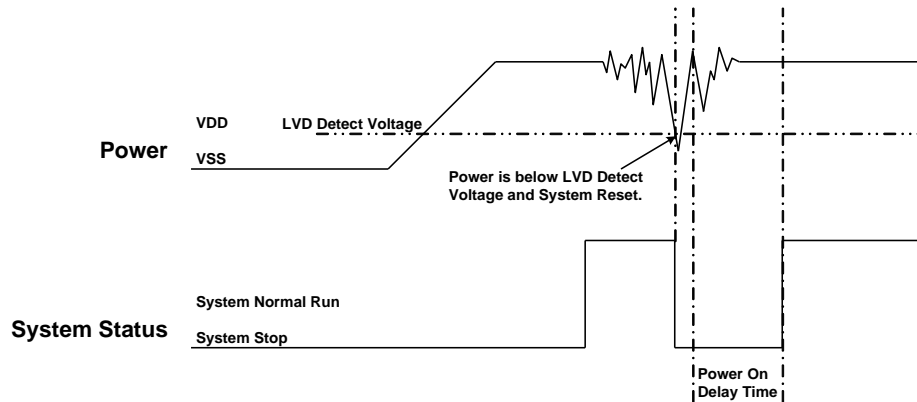 VDD
LVD Detect Voltage
Power
VSS
Power is below LVD Detect
Voltage and System Reset.
System Normal Run
System Status
System Stop
Power On
Delay Time